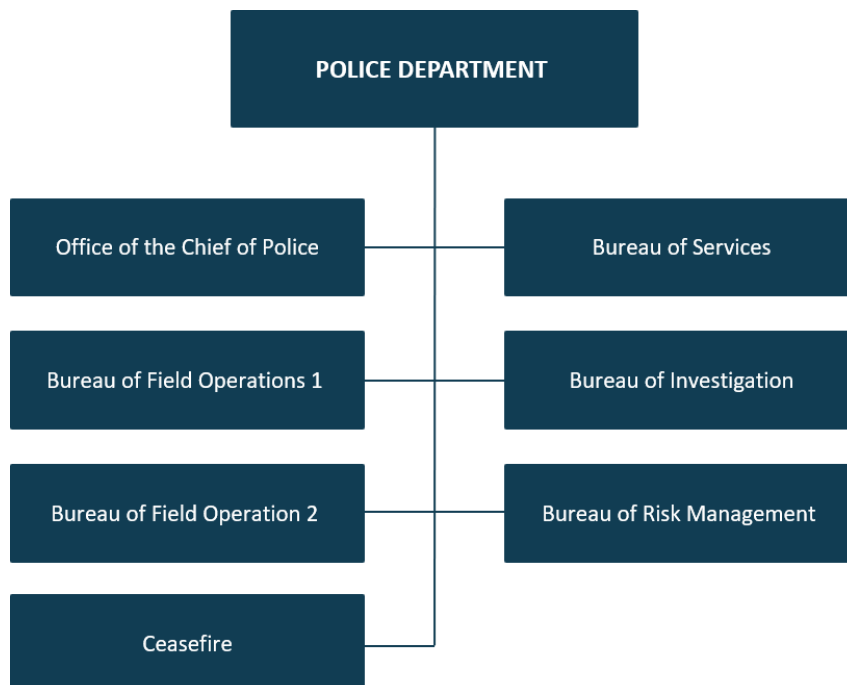 POLICE DEPARTMENT
Office of the Chief of Police
Bureau of Services
Bureau of Field Operations 1
Bureau of Investigation
Bureau of Field Operation 2
Bureau of Risk Management
Ceasefire